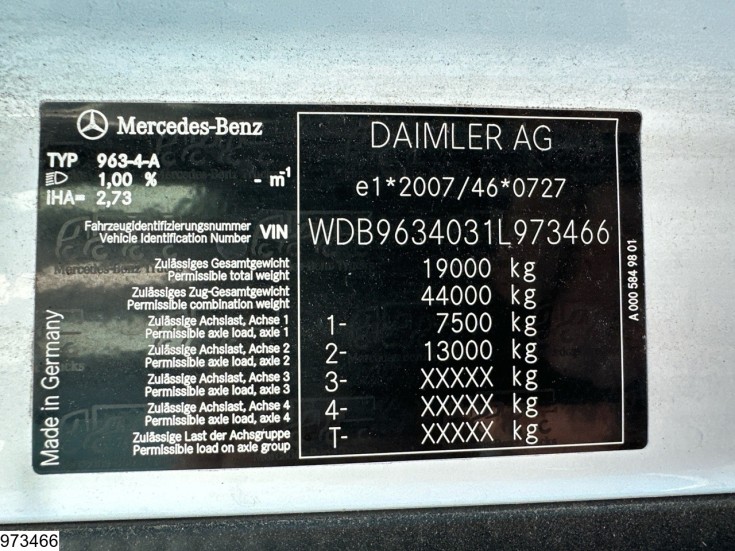 Mercedes-Benz
TYP 963-4-A
1,00 % - m⁻¹
iHA= 2,73
Fahrzeugidentifizierungsnummer
Vehicle Identification Number VIN
Zulässiges Gesamtgewicht
Permissible total weight
Zulässiges Zug-Gesamtgewicht
Permissible combination weight
Zulässige Achslast, Achse 1
Permissible axle load, axle 1
Zulässige Achslast, Achse 2
Permissible axle load, axle 2
Zulässige Achslast, Achse 3
Permissible axle load, axle 3
Zulässige Achslast, Achse 4
Permissible axle load, axle 4
Zulässige Last der Achsgruppe
Permissible load on axle group
Made in Germany
DAIMLER AG
e1*2007/46*0727
WDB9634031L973466
19000 kg
44000 kg
1- 7500 kg
2- 13000 kg
3- XXXXX kg
4- XXXXX kg
T- XXXXX kg
A 000 584 98 01
973466